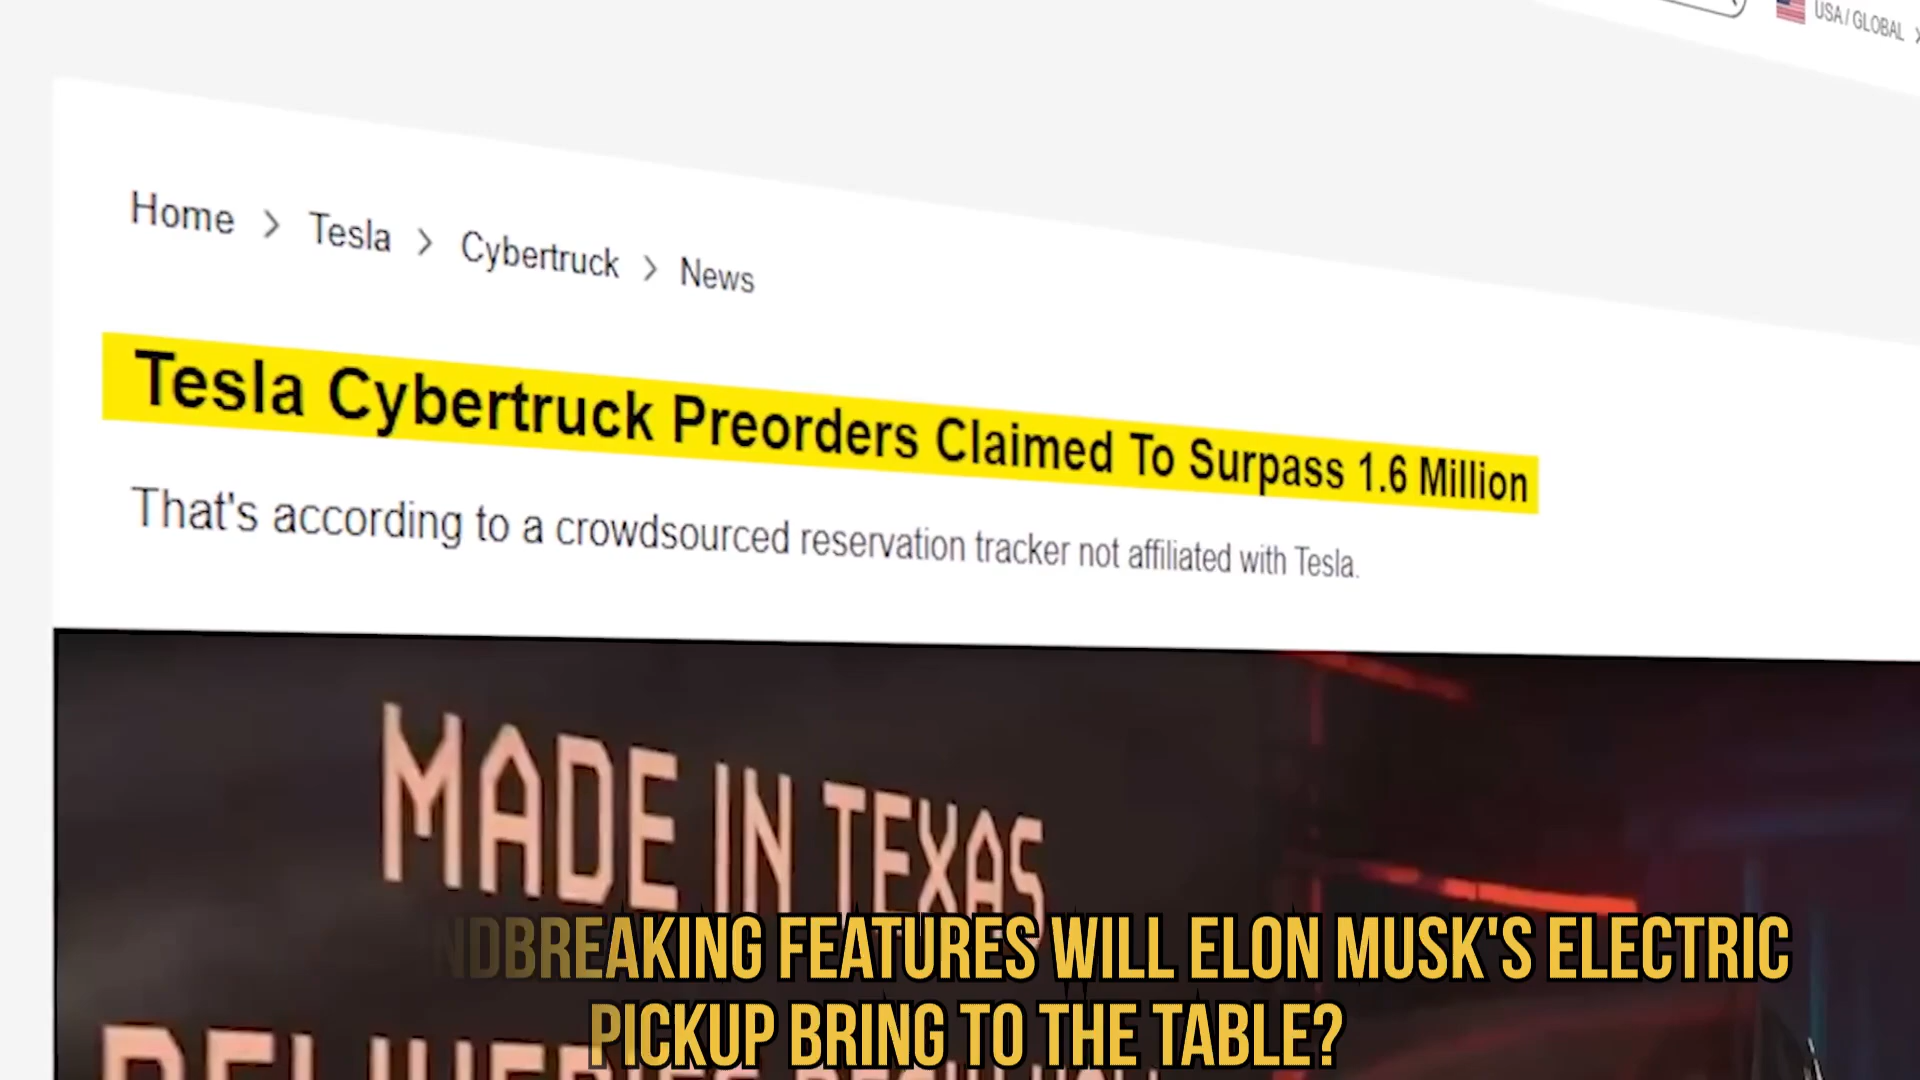 USA / GLOBAL
Home > Tesla > Cybertruck > News
Tesla Cybertruck Preorders Claimed To Surpass 1.6 Million
That's according to a crowdsourced reservation tracker not affiliated with Tesla.
MADE IN TEXAS
NDBREAKING FEATURES WILL ELON MUSK'S ELECTRIC
PICKUP BRING TO THE TABLE?